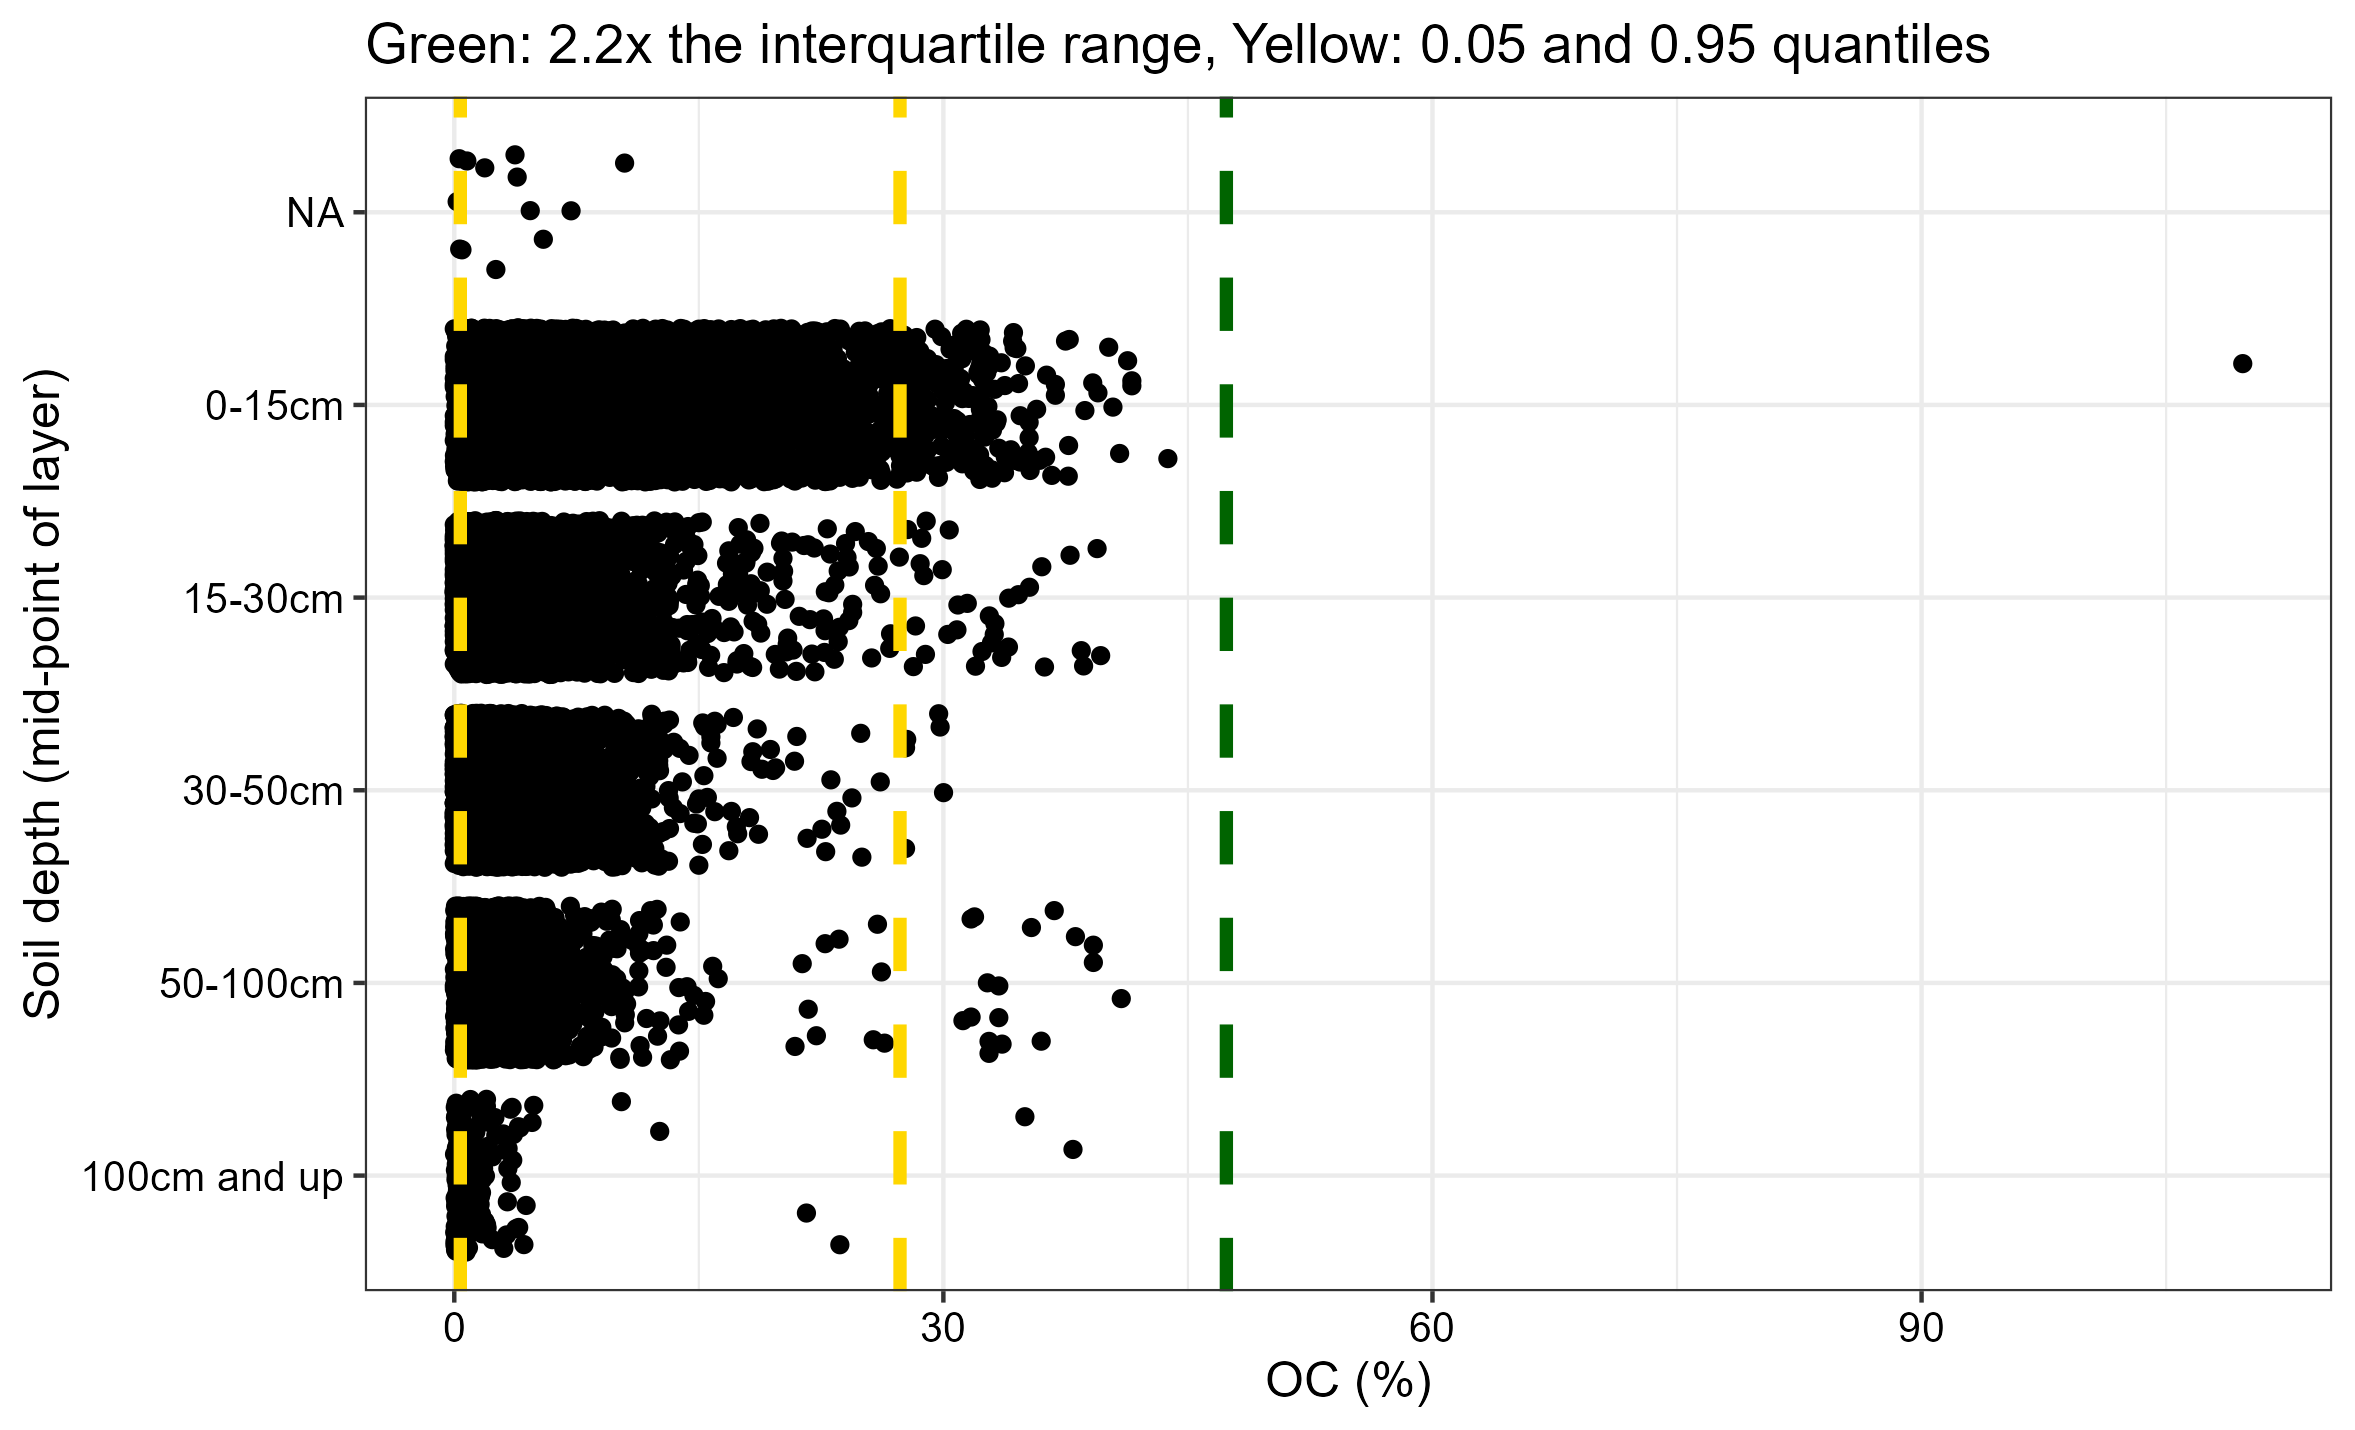 Green: 2.2x the interquartile range, Yellow: 0.05 and 0.95 quantiles
Soil depth (mid-point of layer)
NA
0-15cm
15-30cm
30-50cm
50-100cm
100cm and up
0
30
60
90
OC (%)